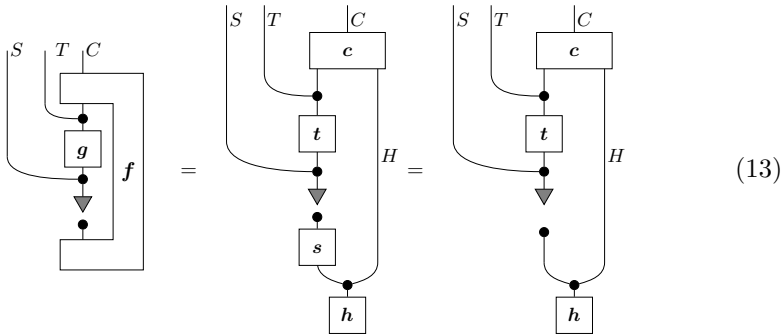 S T C S T C S T C
c c
g t t
f = H = H (13)
s
h h